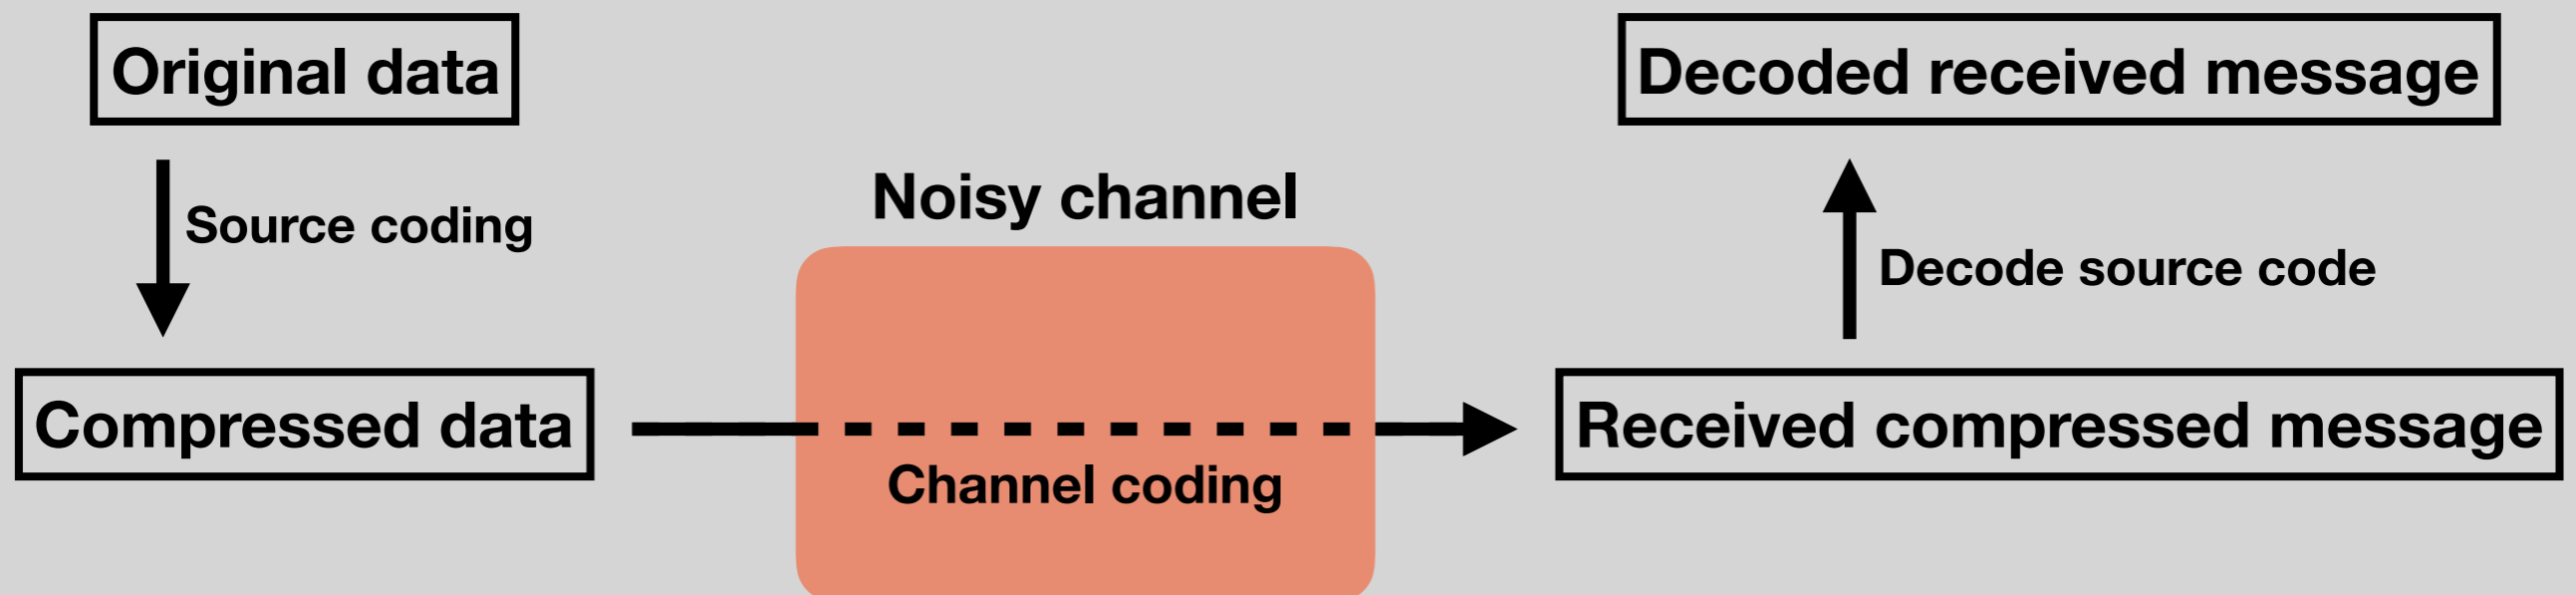 Original data
Decoded received message
Source coding
Noisy channel
Decode source code
Compressed data
Channel coding
Received compressed message